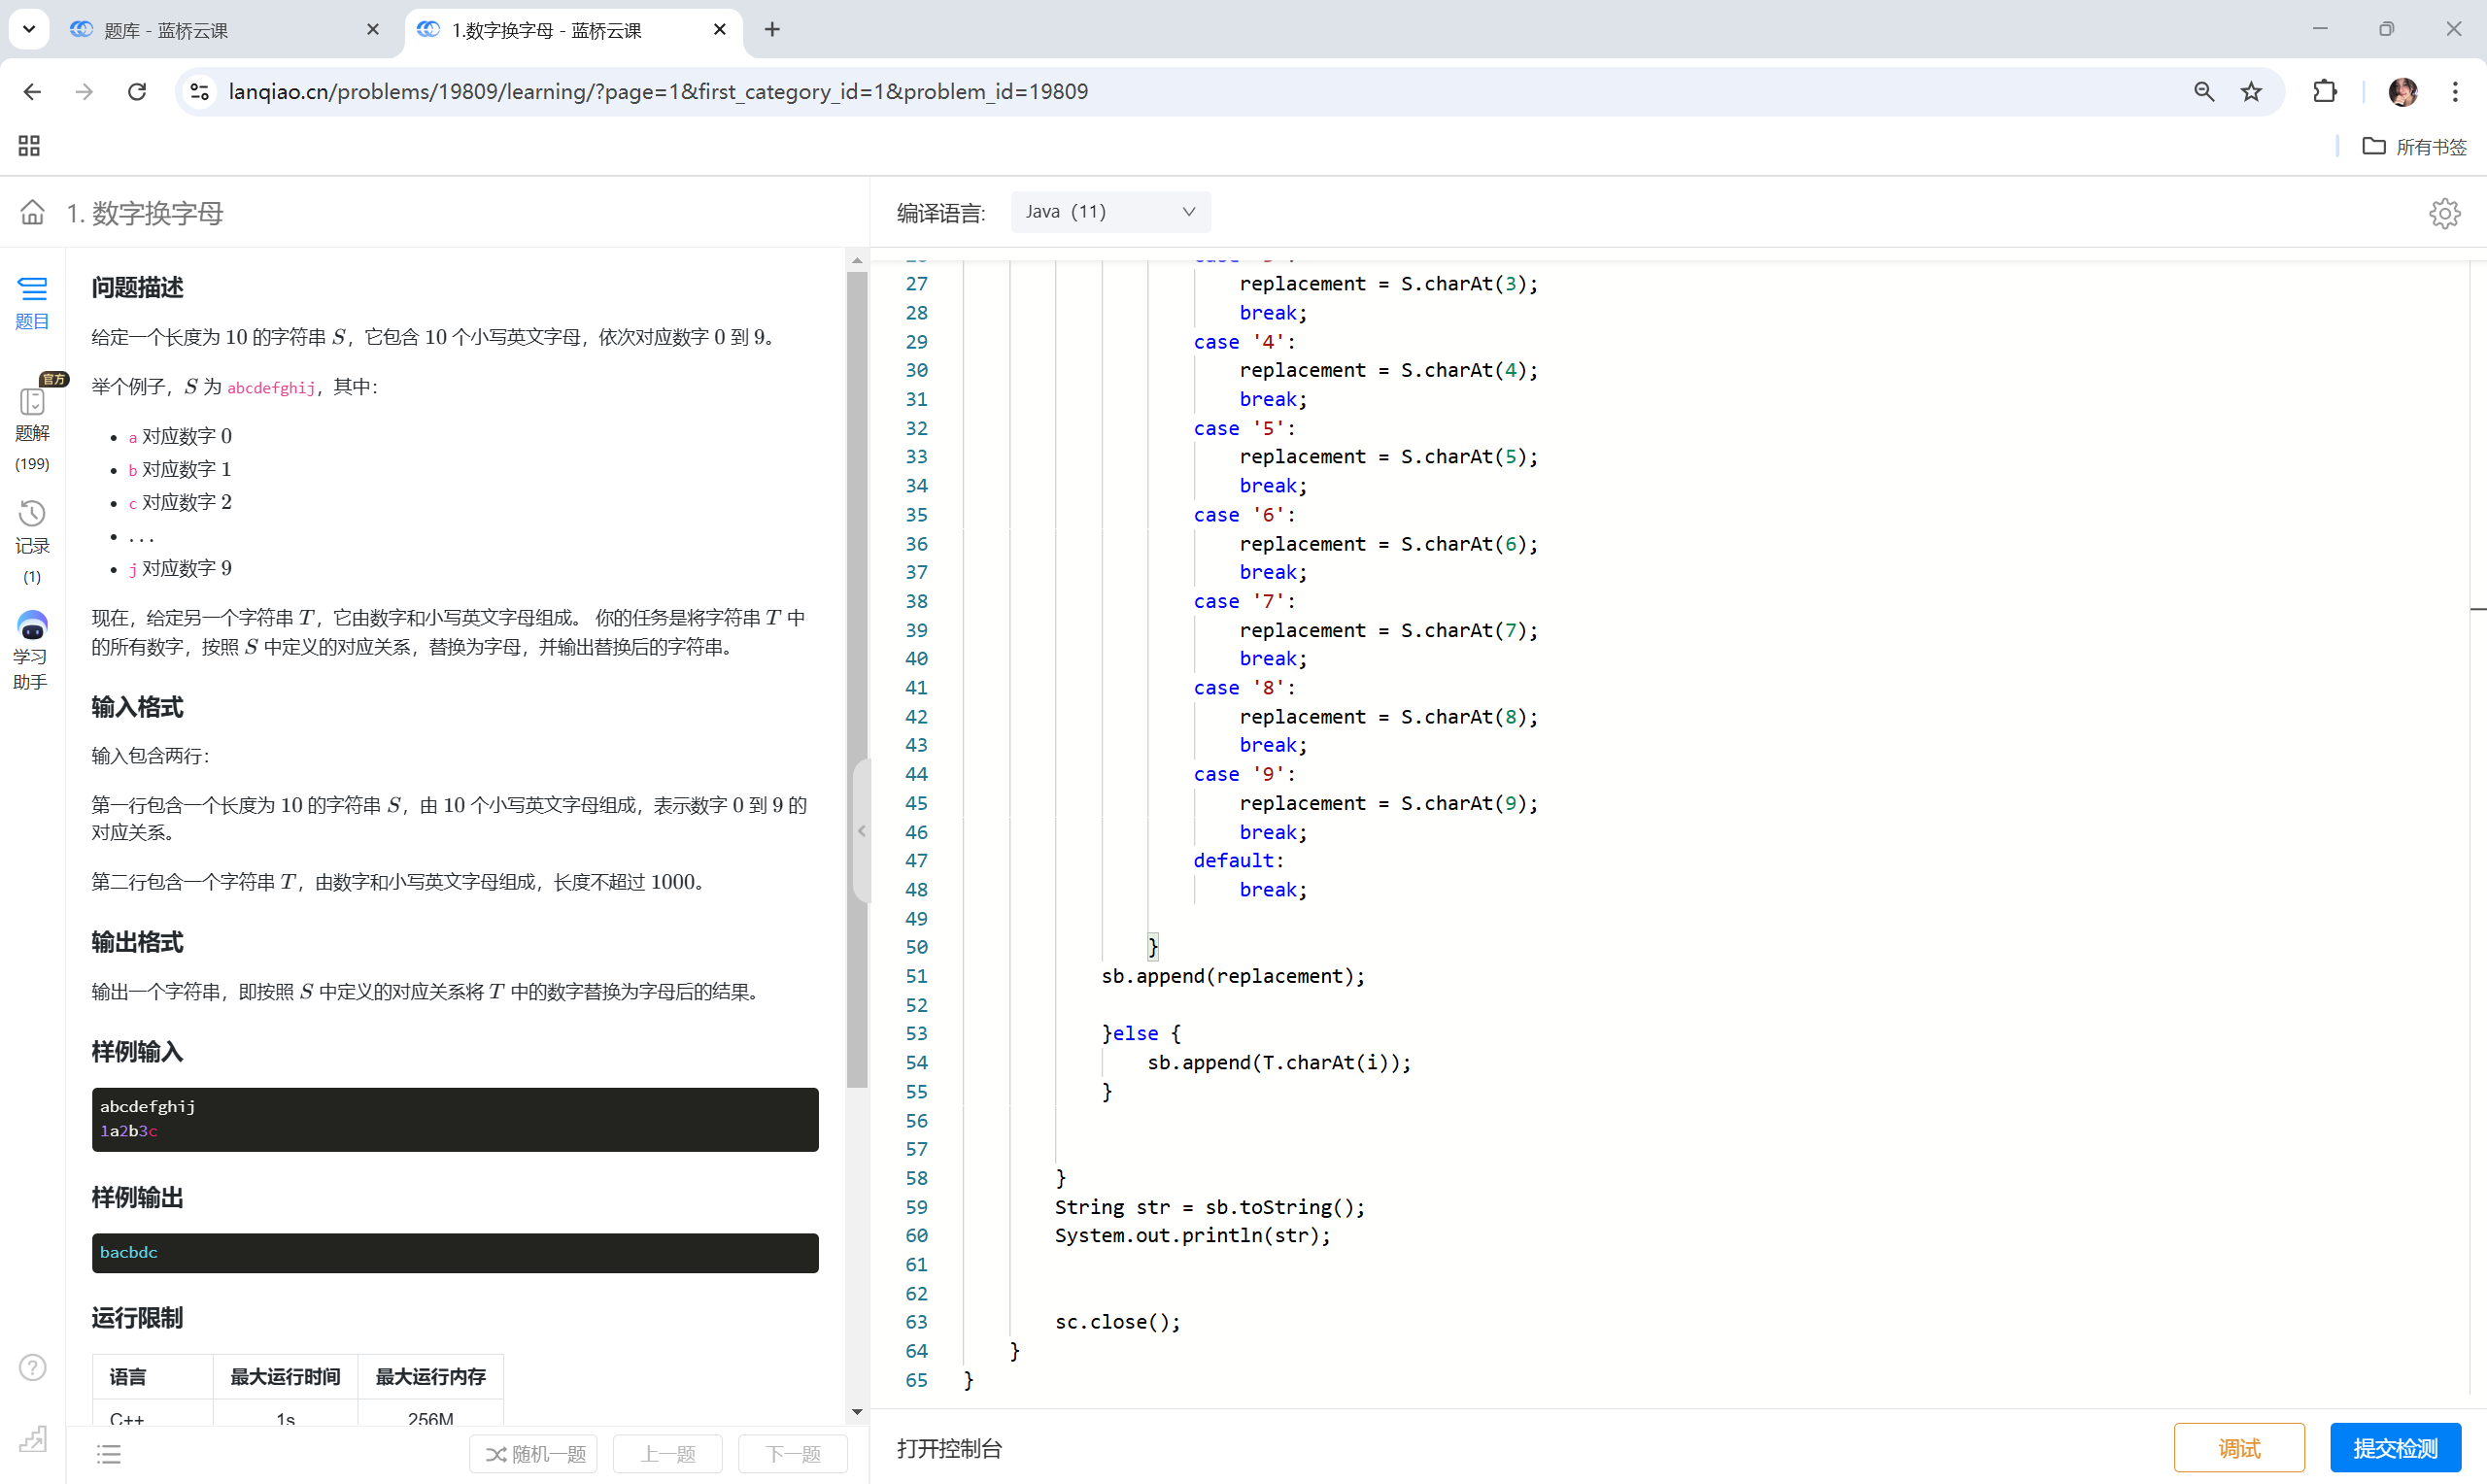 题库 - 蓝桥云课
1.数字换字母 - 蓝桥云课
lanqiao.cn/problems/19809/learning/?page=1&first_category_id=1&problem_id=19809
所有书签
1. 数字换字母
编译语言:
Java (11)
题目
官方
题解
(199)
记录
(1)
学习
助手
问题描述
给定一个长度为 10 的字符串 S，它包含 10 个小写英文字母，依次对应数字 0 到 9。
举个例子，S 为 abcdefghij，其中：
• a 对应数字 0
• b 对应数字 1
• c 对应数字 2
• ...
• j 对应数字 9
现在，给定另一个字符串 T，它由数字和小写英文字母组成。 你的任务是将字符串 T 中
的所有数字，按照 S 中定义的对应关系，替换为字母，并输出替换后的字符串。
输入格式
输入包含两行：
第一行包含一个长度为 10 的字符串 S，由 10 个小写英文字母组成，表示数字 0 到 9 的
对应关系。
第二行包含一个字符串 T，由数字和小写英文字母组成，长度不超过 1000。
输出格式
输出一个字符串，即按照 S 中定义的对应关系将 T 中的数字替换为字母后的结果。
样例输入
abcdefghij
1a2b3c
样例输出
bacbdc
运行限制
语言 最大运行时间 最大运行内存
C++ 1s 256M
随机一题
上一题
下一题
27 replacement = S.charAt(3);
28 break;
29 case '4':
30 replacement = S.charAt(4);
31 break;
32 case '5':
33 replacement = S.charAt(5);
34 break;
35 case '6':
36 replacement = S.charAt(6);
37 break;
38 case '7':
39 replacement = S.charAt(7);
40 break;
41 case '8':
42 replacement = S.charAt(8);
43 break;
44 case '9':
45 replacement = S.charAt(9);
46 break;
47 default:
48 break;
49
50 }
51 sb.append(replacement);
52
53 }else {
54 sb.append(T.charAt(i));
55 }
56
57
58 }
59 String str = sb.toString();
60 System.out.println(str);
61
62
63 sc.close();
64 }
65 }
打开控制台
调试
提交检测